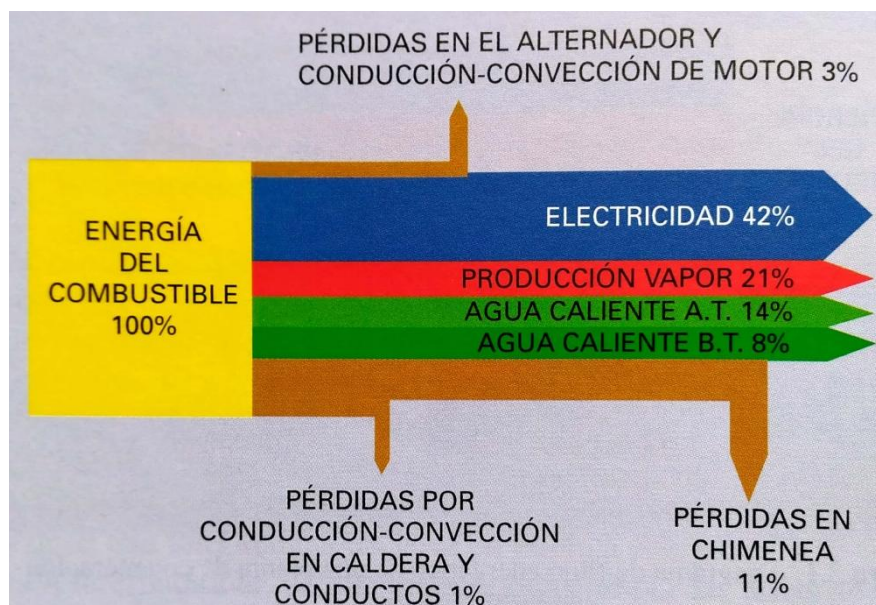 PÉRDIDAS EN EL ALTERNADOR Y
CONDUCCIÓN-CONVECCIÓN DE MOTOR 3%
ENERGÍA
DEL
COMBUSTIBLE
100%
ELECTRICIDAD 42%
PRODUCCIÓN VAPOR 21%
AGUA CALIENTE A.T. 14%
AGUA CALIENTE B.T. 8%
PÉRDIDAS POR
CONDUCCIÓN-CONVECCIÓN
EN CALDERA Y
CONDUCTOS 1%
PÉRDIDAS EN
CHIMENEA
11%